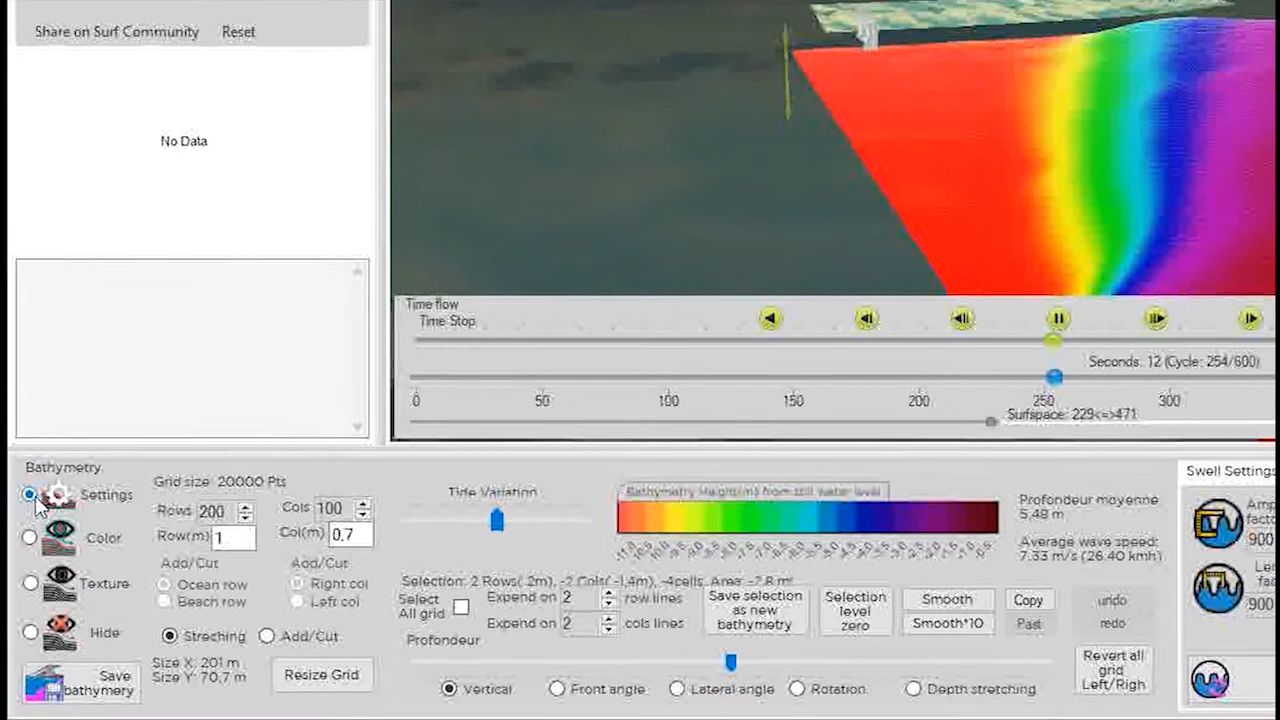 Share on Surf Community Reset
No Data
Time flow
Time Stop
Seconds: 12 (Cycle: 254/600)
0 50 100 150 200 250 300
Surfspace: 229<=>471
Bathymetry
Settings
Color
Texture
Hide
Save bathymery
Grid size: 20000 Pts
Rows 200 Cols 100
Row(m) 1 Col(m) 0.7
Add/Cut Add/Cut
Ocean row Right col
Beach row Left col
Streching Add/Cut
Size X: 201 m
Size Y: 70,7 m
Resize Grid
Tide Variation
Bathymetry Height(m) from still water level
Profondeur moyenne
5.48 m
Average wave speed:
7.33 m/s (26.40 kmh)
Selection: 2 Rows( 2m), -2 Cols( -1,4m), -4cells, Area: -2,8 m²
Select
All grid
Expend on 2 row lines
Expend on 2 cols lines
Save selection
as new
bathymetry
Selection
level
zero
Smooth
Smooth*10
Copy
Past
undo
redo
Profondeur
Revert all
grid
Left/Righ
Vertical Front angle Lateral angle Rotation Depth stretching
Swell Settings
900
900